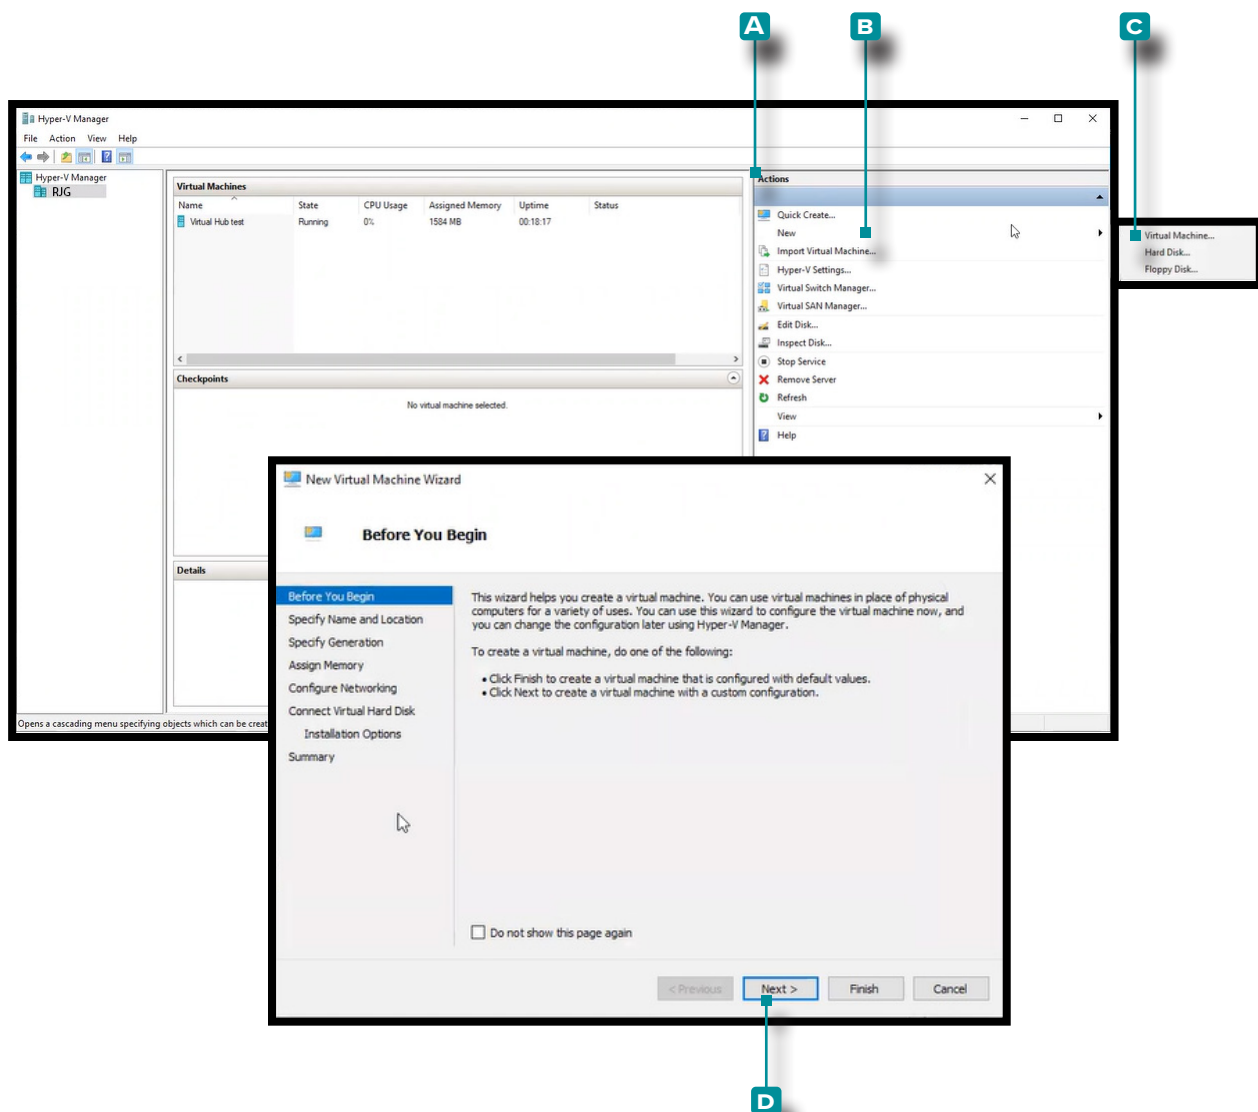 A
B
C
Hyper-V Manager
File Action View Help
Hyper-V Manager
RJG
Virtual Machines
Name State CPU Usage Assigned Memory Uptime Status
Virtual Hub test Running 0% 1584 MB 00:18:17
Checkpoints
No virtual machine selected.
Details
Actions
Quick Create...
New
Import Virtual Machine...
Hyper-V Settings...
Virtual Switch Manager...
Virtual SAN Manager...
Edit Disk...
Inspect Disk...
Stop Service
Remove Server
Refresh
View
Help
Virtual Machine...
Hard Disk...
Floppy Disk...
Opens a cascading menu specifying objects which can be creat
New Virtual Machine Wizard
Before You Begin
Before You Begin
Specify Name and Location
Specify Generation
Assign Memory
Configure Networking
Connect Virtual Hard Disk
Installation Options
Summary
This wizard helps you create a virtual machine. You can use virtual machines in place of physical
computers for a variety of uses. You can use this wizard to configure the virtual machine now, and
you can change the configuration later using Hyper-V Manager.
To create a virtual machine, do one of the following:
• Click Finish to create a virtual machine that is configured with default values.
• Click Next to create a virtual machine with a custom configuration.
Do not show this page again
< Previous Next > Finish Cancel
D